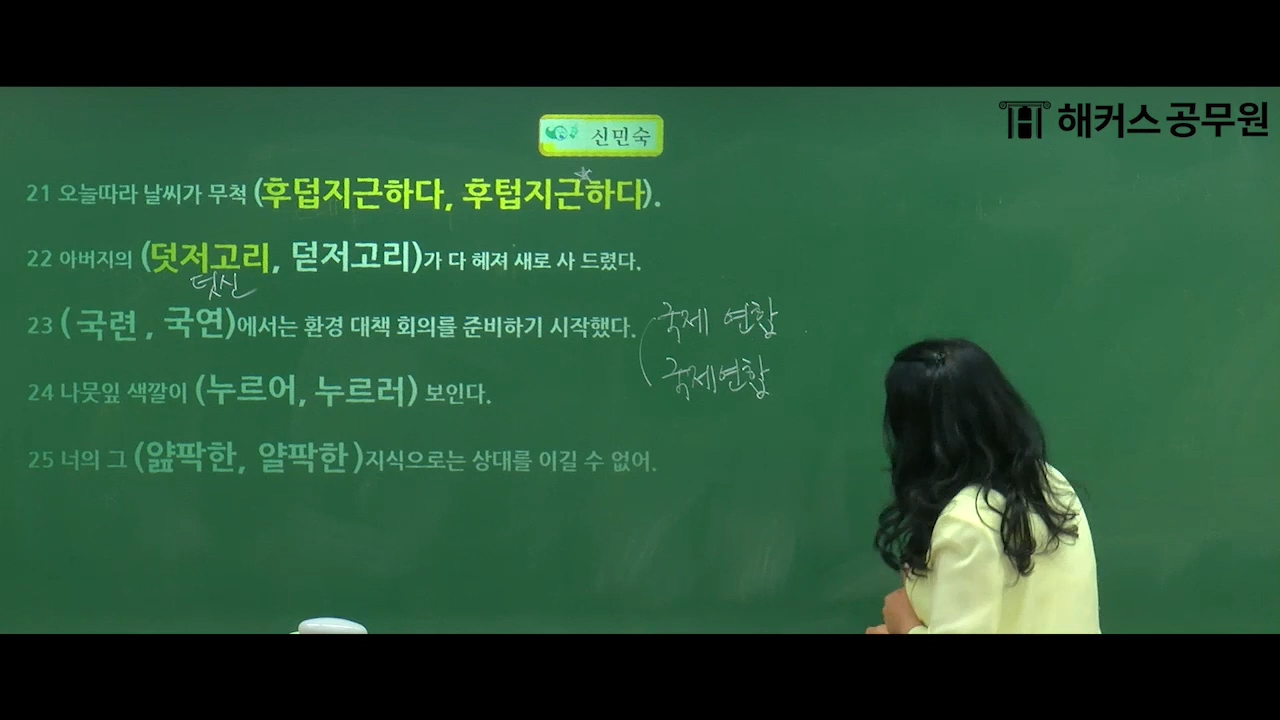 해커스 공무원
신민숙
21 오늘따라 날씨가 무척 (후덥지근하다, 후텁지근하다).
22 아버지의 (덧저고리, 덛저고리)가 다 헤져 새로 사 드렸다.
덧신
23 ( 국련 , 국연)에서는 환경 대책 회의를 준비하기 시작했다.
국제 연합
국제연합
24 나뭇잎 색깔이 (누르어, 누르러) 보인다.
25 너의 그 (얇팍한, 얄팍한)지식으로는 상대를 이길 수 없어.